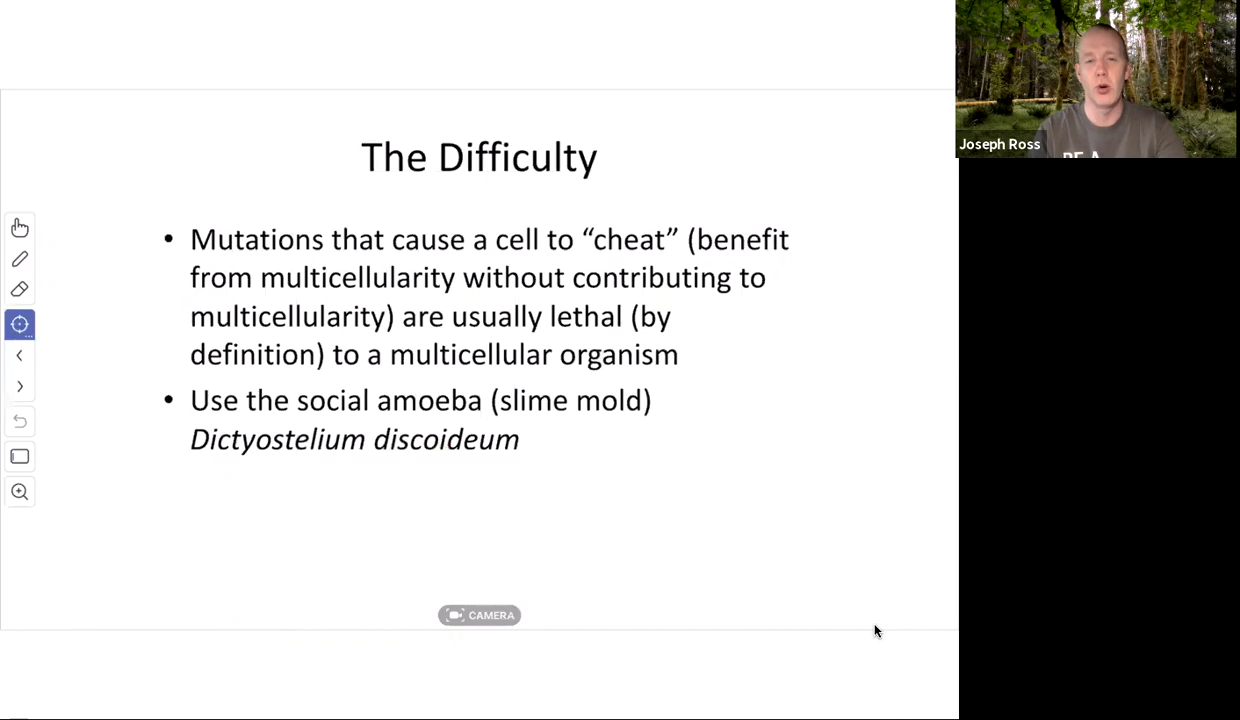 The Difficulty
• Mutations that cause a cell to “cheat” (benefit
from multicellularity without contributing to
multicellularity) are usually lethal (by
definition) to a multicellular organism
• Use the social amoeba (slime mold)
Dictyostelium discoideum
CAMERA
Joseph Ross
BE A